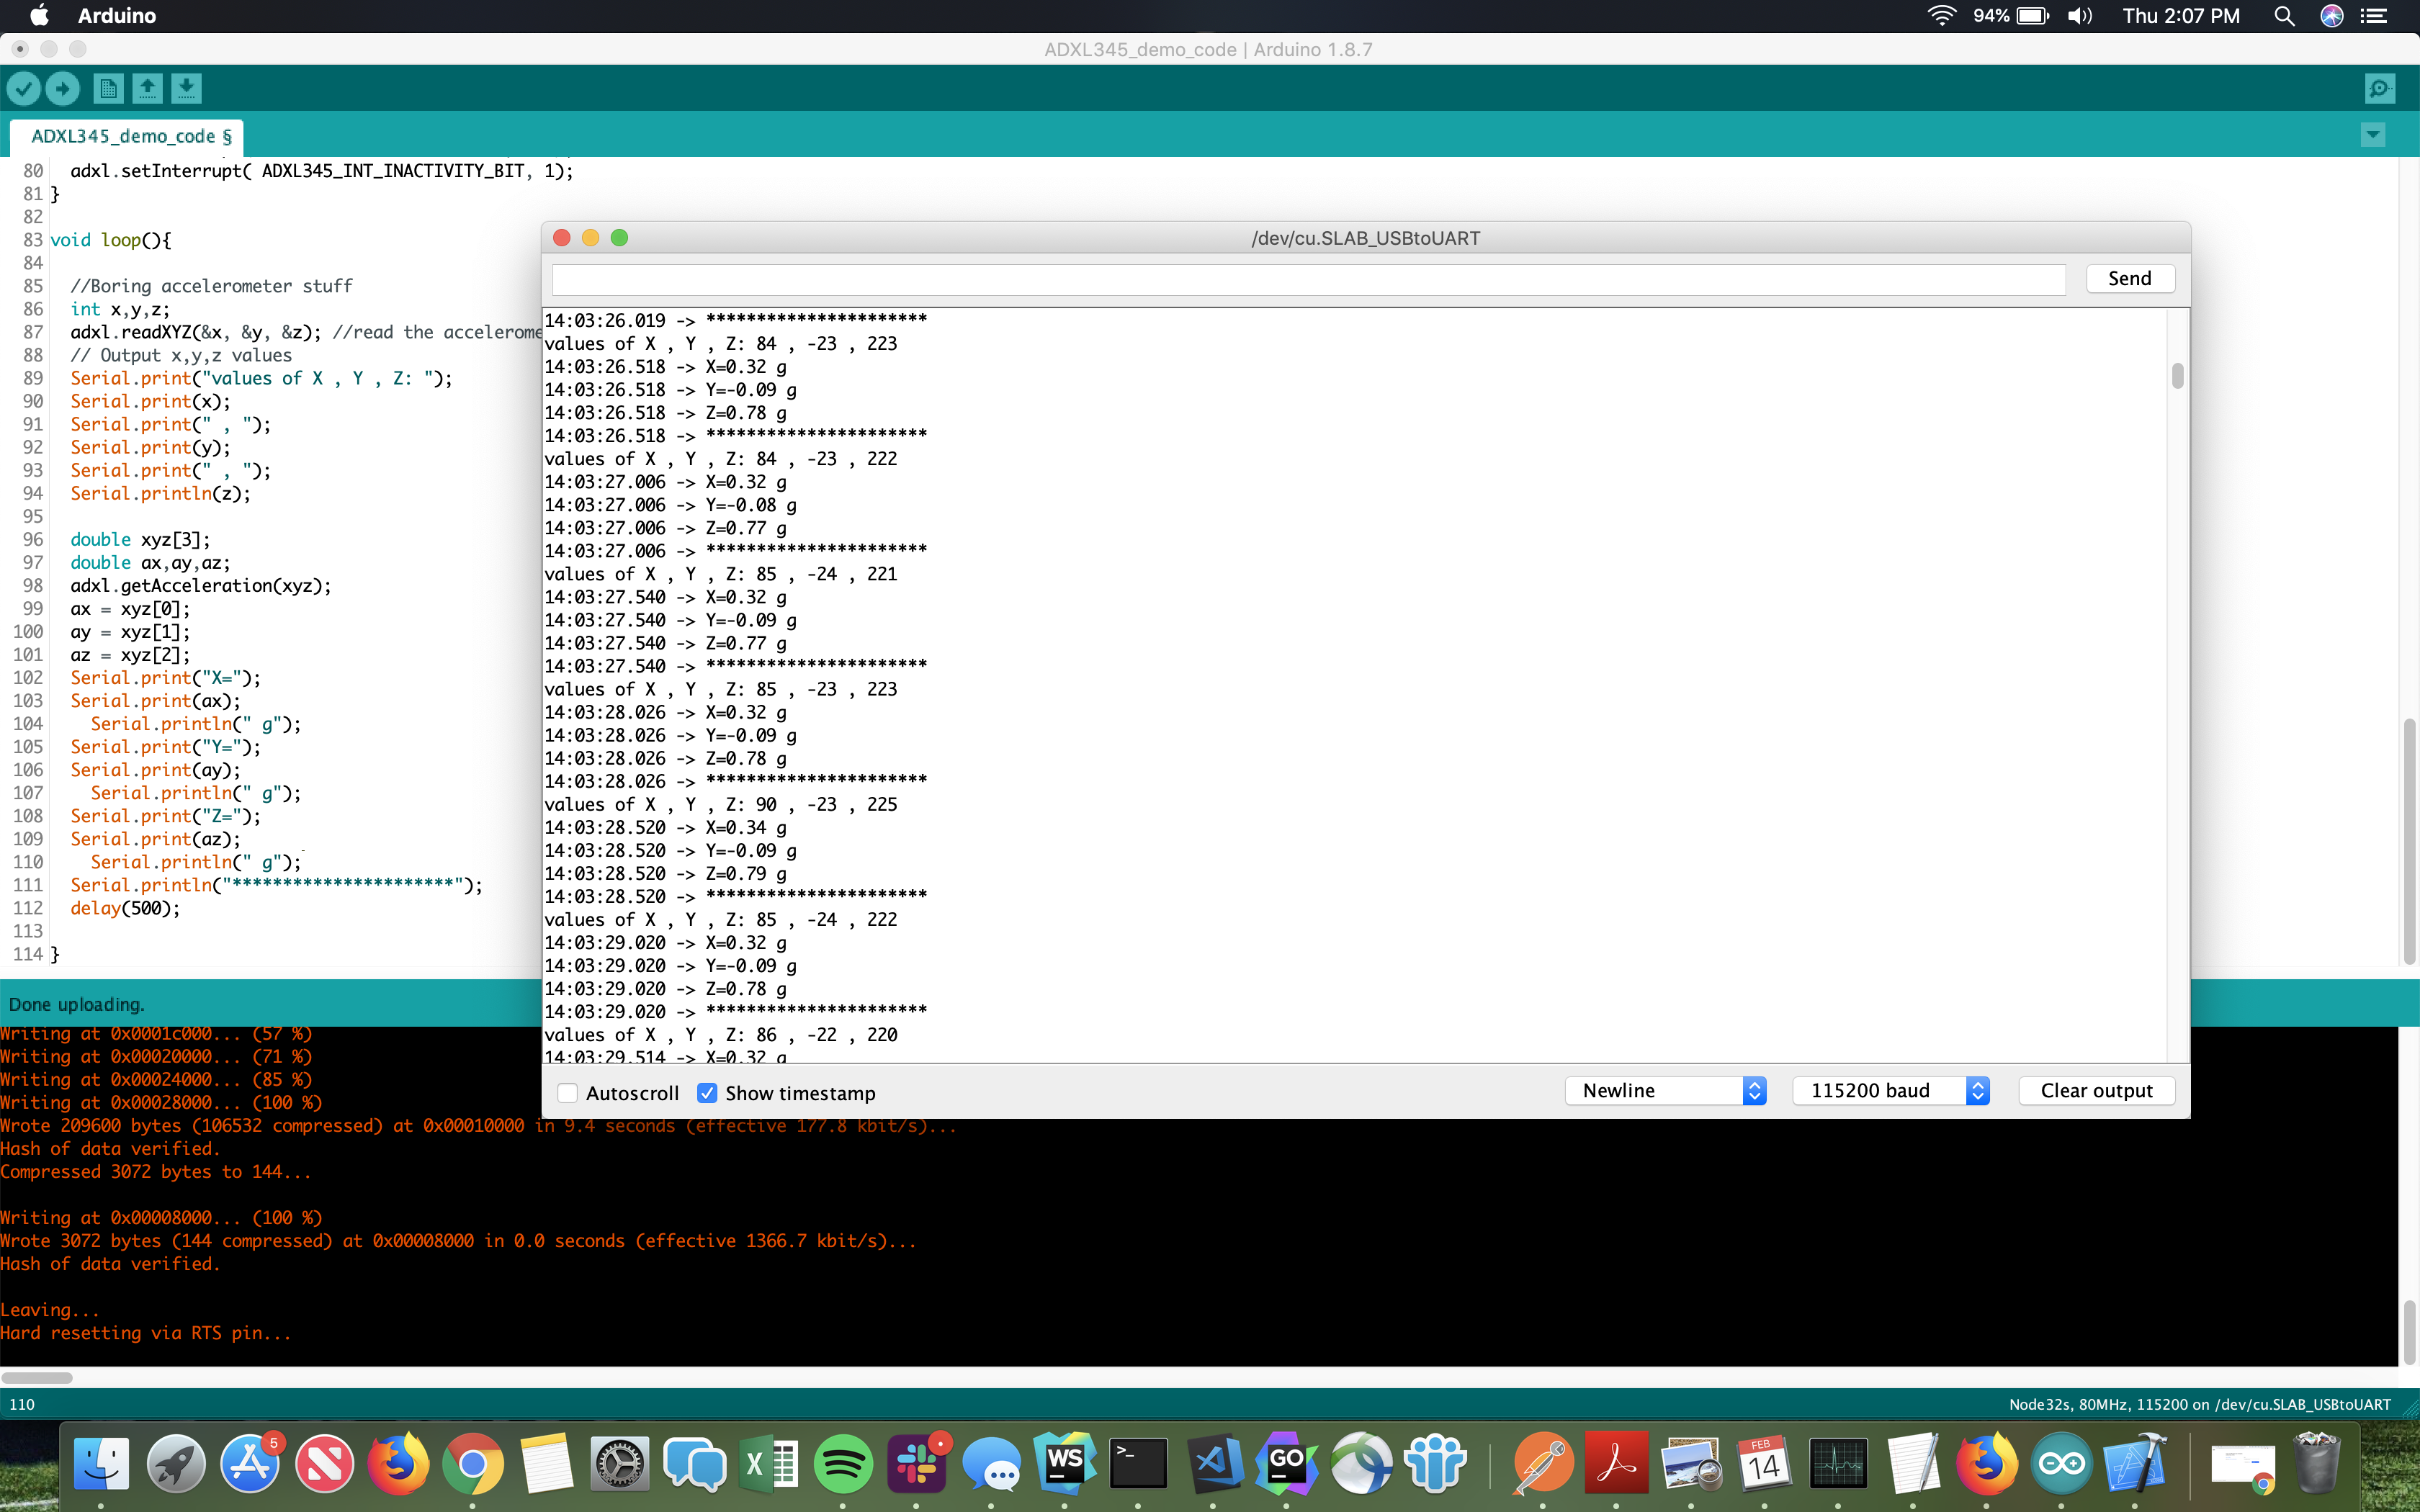 Arduino
94%
Thu 2:07 PM
ADXL345_demo_code | Arduino 1.8.7
ADXL345_demo_code §
80 adxl.setInterrupt( ADXL345_INT_INACTIVITY_BIT, 1);
81 }
82
83 void loop(){
84
85 //Boring accelerometer stuff
86 int x,y,z;
87 adxl.readXYZ(&x, &y, &z); //read the accelerome
88 // Output x,y,z values
89 Serial.print("values of X , Y , Z: ");
90 Serial.print(x);
91 Serial.print(" , ");
92 Serial.print(y);
93 Serial.print(" , ");
94 Serial.println(z);
95
96 double xyz[3];
97 double ax,ay,az;
98 adxl.getAcceleration(xyz);
99 ax = xyz[0];
100 ay = xyz[1];
101 az = xyz[2];
102 Serial.print("X=");
103 Serial.print(ax);
104 Serial.println(" g");
105 Serial.print("Y=");
106 Serial.print(ay);
107 Serial.println(" g");
108 Serial.print("Z=");
109 Serial.print(az);
110 Serial.println(" g");
111 Serial.println("**********************");
112 delay(500);
113
114 }
/dev/cu.SLAB_USBtoUART
Send
14:03:26.019 -> **********************
values of X , Y , Z: 84 , -23 , 223
14:03:26.518 -> X=0.32 g
14:03:26.518 -> Y=-0.09 g
14:03:26.518 -> Z=0.78 g
14:03:26.518 -> **********************
values of X , Y , Z: 84 , -23 , 222
14:03:27.006 -> X=0.32 g
14:03:27.006 -> Y=-0.08 g
14:03:27.006 -> Z=0.77 g
14:03:27.006 -> **********************
values of X , Y , Z: 85 , -24 , 221
14:03:27.540 -> X=0.32 g
14:03:27.540 -> Y=-0.09 g
14:03:27.540 -> Z=0.77 g
14:03:27.540 -> **********************
values of X , Y , Z: 85 , -23 , 223
14:03:28.026 -> X=0.32 g
14:03:28.026 -> Y=-0.09 g
14:03:28.026 -> Z=0.78 g
14:03:28.026 -> **********************
values of X , Y , Z: 90 , -23 , 225
14:03:28.520 -> X=0.34 g
14:03:28.520 -> Y=-0.09 g
14:03:28.520 -> Z=0.79 g
14:03:28.520 -> **********************
values of X , Y , Z: 85 , -24 , 222
14:03:29.020 -> X=0.32 g
14:03:29.020 -> Y=-0.09 g
14:03:29.020 -> Z=0.78 g
14:03:29.020 -> **********************
values of X , Y , Z: 86 , -22 , 220
14:03:29.514 -> X=0.32 g
Autoscroll
Show timestamp
Newline
115200 baud
Clear output
Done uploading.
Writing at 0x0001c000... (57 %)
Writing at 0x00020000... (71 %)
Writing at 0x00024000... (85 %)
Writing at 0x00028000... (100 %)
Wrote 209600 bytes (106532 compressed) at 0x00010000 in 9.4 seconds (effective 177.8 kbit/s)...
Hash of data verified.
Compressed 3072 bytes to 144...
Writing at 0x00008000... (100 %)
Wrote 3072 bytes (144 compressed) at 0x00008000 in 0.0 seconds (effective 1366.7 kbit/s)...
Hash of data verified.
Leaving...
Hard resetting via RTS pin...
110
Node32s, 80MHz, 115200 on /dev/cu.SLAB_USBtoUART
5
X
WS
>_
GO
FEB
14